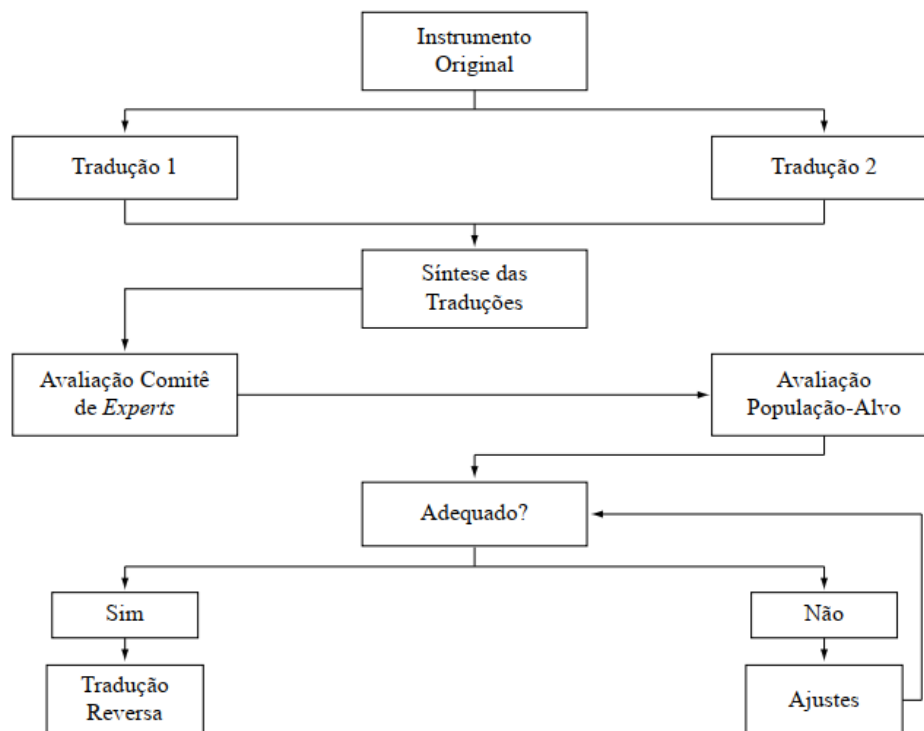 Instrumento
Original
Tradução 1
Tradução 2
Síntese das
Traduções
Avaliação Comitê
de Experts
Avaliação
População-Alvo
Adequado?
Sim
Não
Tradução
Reversa
Ajustes